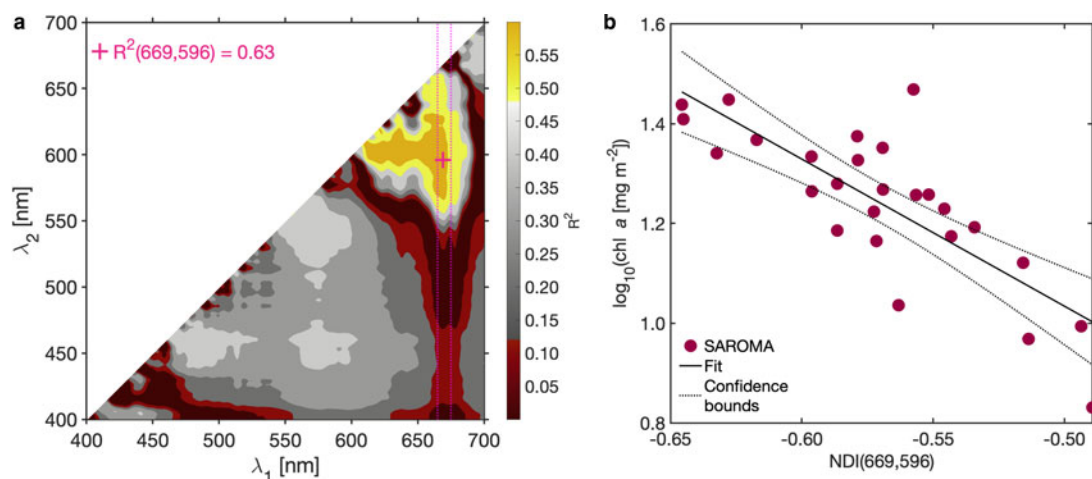 a
700
650
600
550
500
450
400
λ2 [nm]
+ R2(669,596) = 0.63
400 450 500 550 600 650 700
λ1 [nm]
0.55
0.50
0.45
0.40
0.35
0.30
0.25
0.20
0.15
0.10
0.05
R2
b
1.6
1.4
1.2
1.0
0.8
log10(chl a [mg m-2])
SAROMA
Fit
Confidence
bounds
-0.65 -0.60 -0.55 -0.50
NDI(669,596)